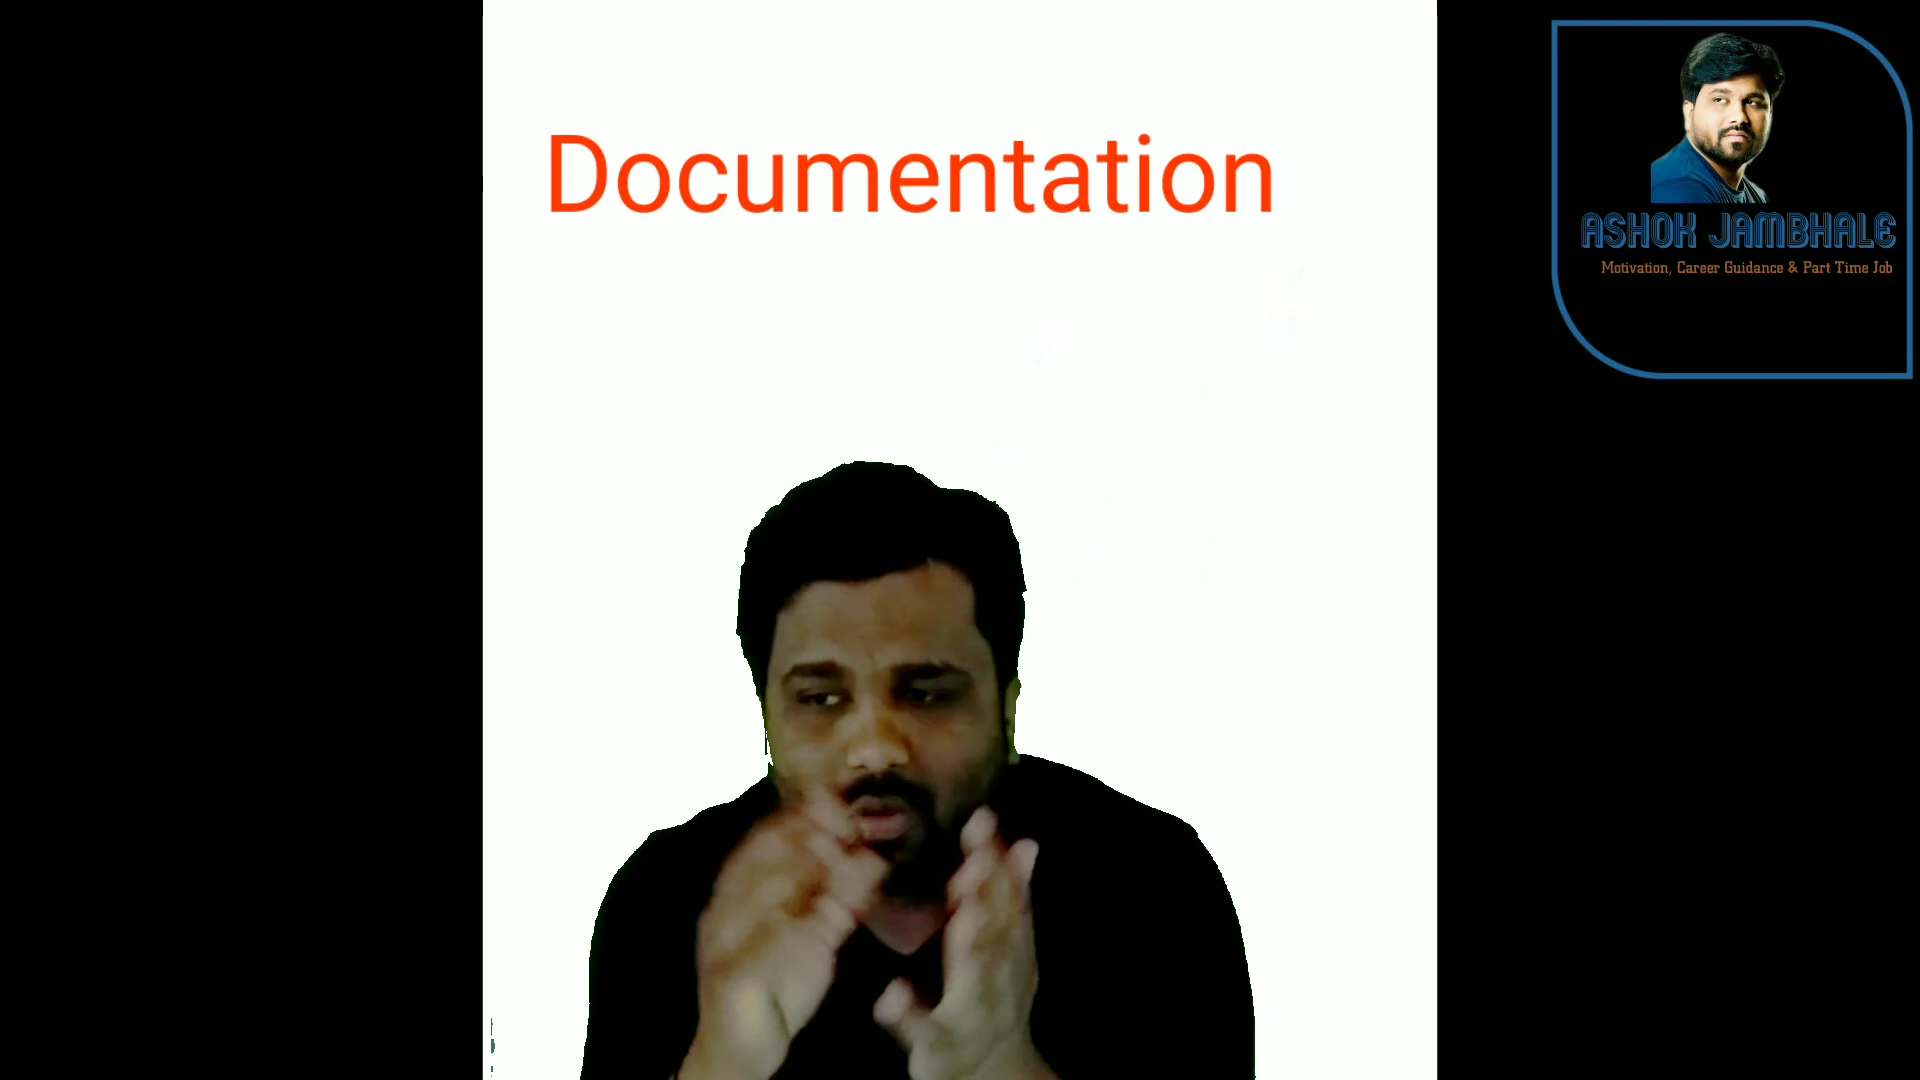 Documentation
ASHOK JAMBHALE
Motivation, Career Guidance & Part Time Job